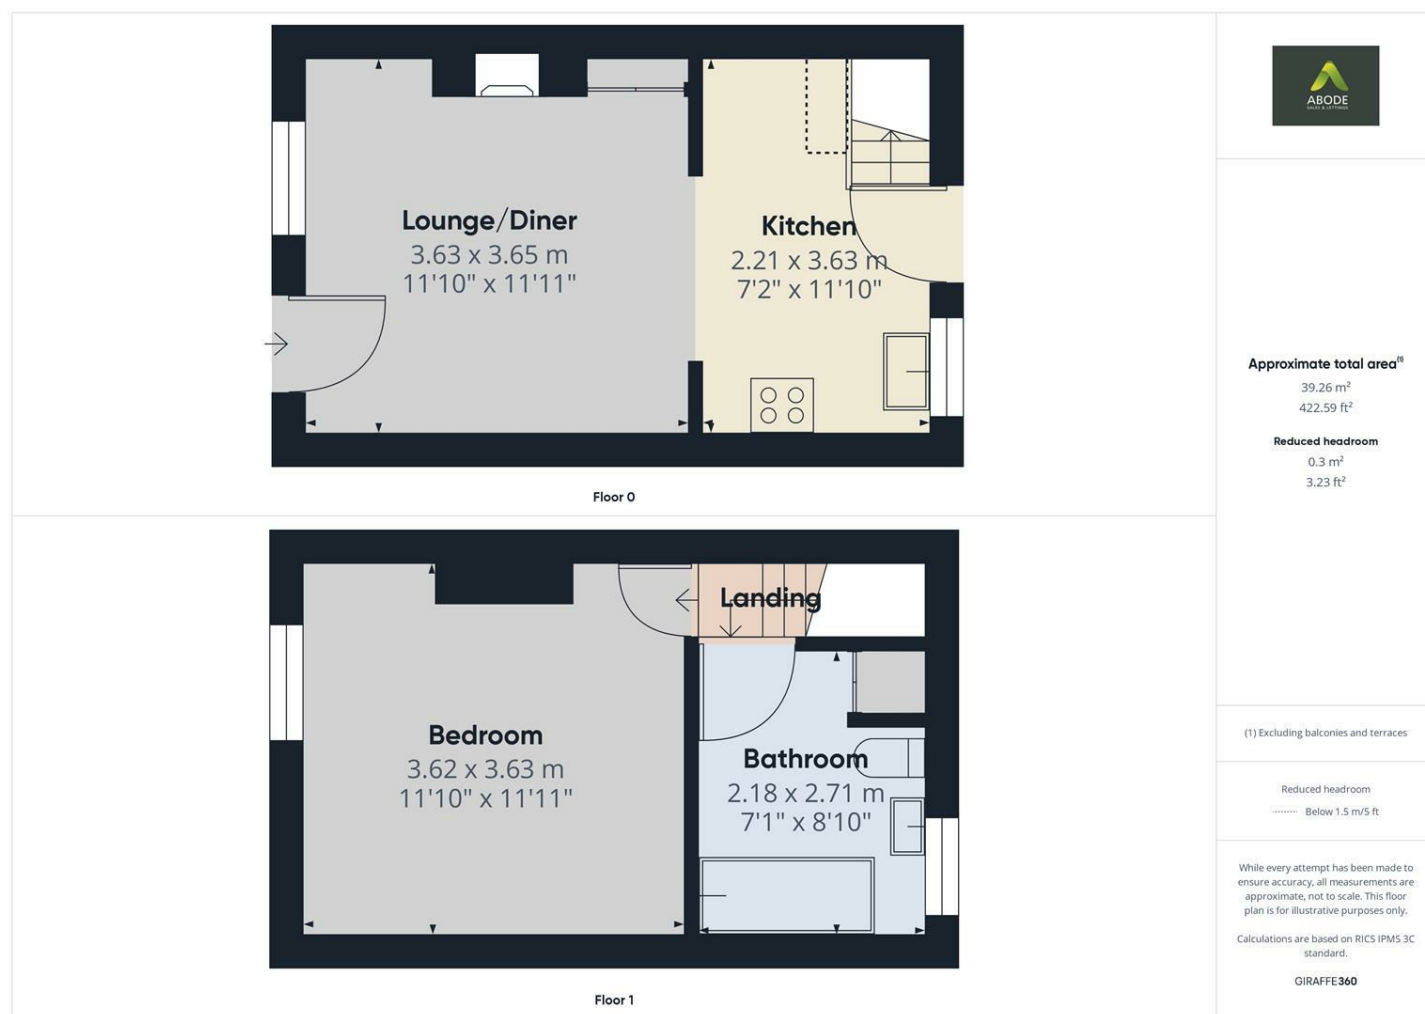 Lounge/Diner
3.63 x 3.65 m
11'10" x 11'11"
Kitchen
2.21 x 3.63 m
7'2" x 11'10"
Floor 0
Landing
Bedroom
3.62 x 3.63 m
11'10" x 11'11"
Bathroom
2.18 x 2.71 m
7'1" x 8'10"
Floor 1
ABODE
SALES & LETTINGS
Approximate total area(1)
39.26 m²
422.59 ft²
Reduced headroom
0.3 m²
3.23 ft²
(1) Excluding balconies and terraces
Reduced headroom
Below 1.5 m/5 ft
While every attempt has been made to
ensure accuracy, all measurements are
approximate, not to scale. This floor
plan is for illustrative purposes only.
Calculations are based on RICS IPMS 3C
standard.
GIRAFFE360